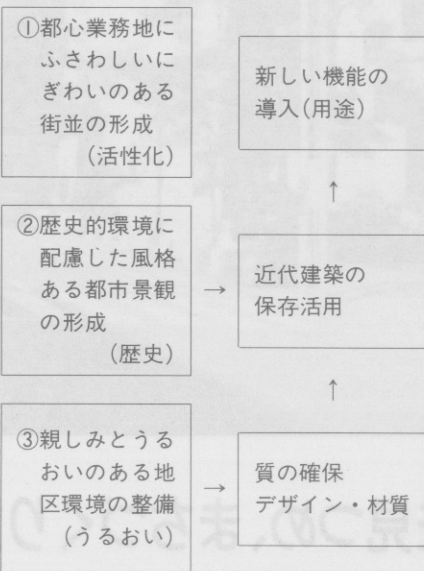 ①都心業務地に
ふさわしいに
ぎわいのある
街並の形成
(活性化)
新しい機能の
導入(用途)
↑
②歴史的環境に
配慮した風格
ある都市景観
の形成
(歴史)
→
近代建築の
保存活用
↑
③親しみとうる
おいのある地
区環境の整備
(うるおい)
→
質の確保
デザイン・材質